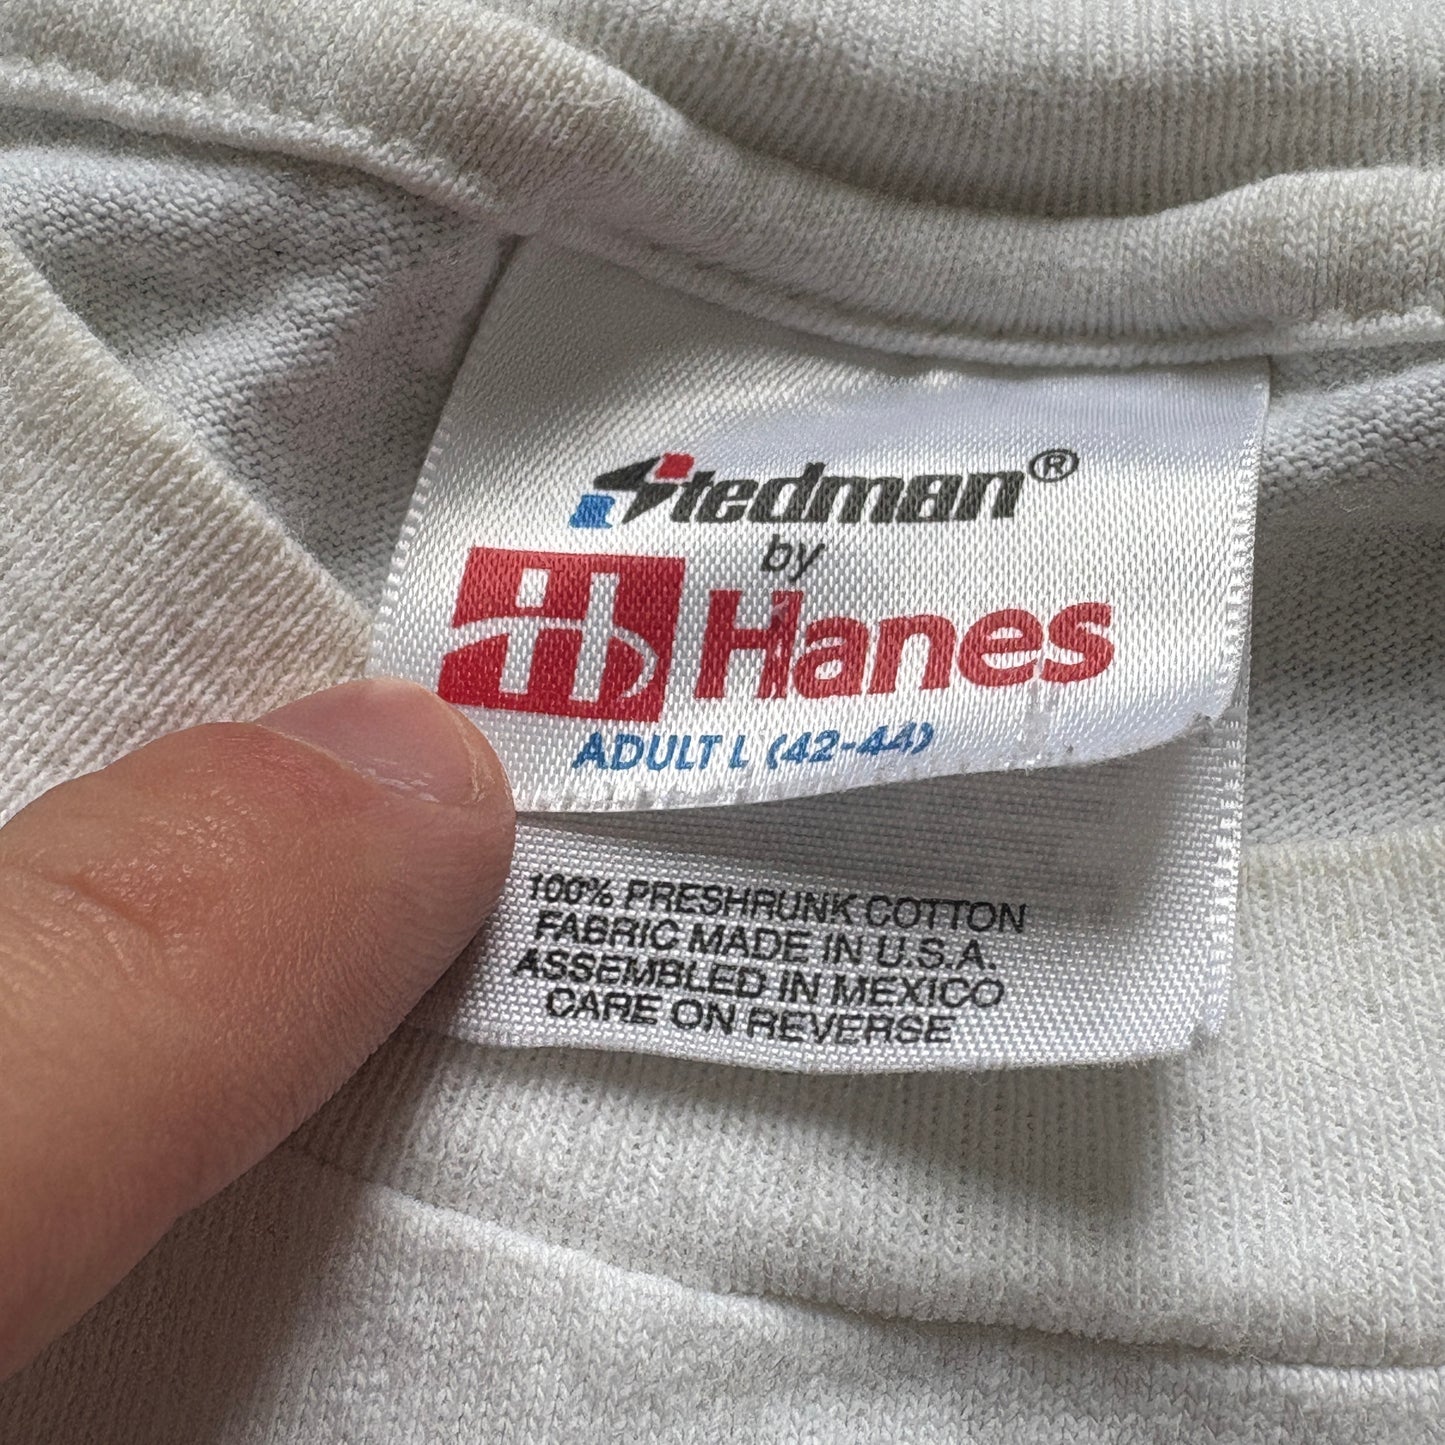 Stedman®
by
Hanes
ADULT L (42-44)
100% PRESHRUNK COTTON
FABRIC MADE IN U.S.A.
ASSEMBLED IN MEXICO
CARE ON REVERSE